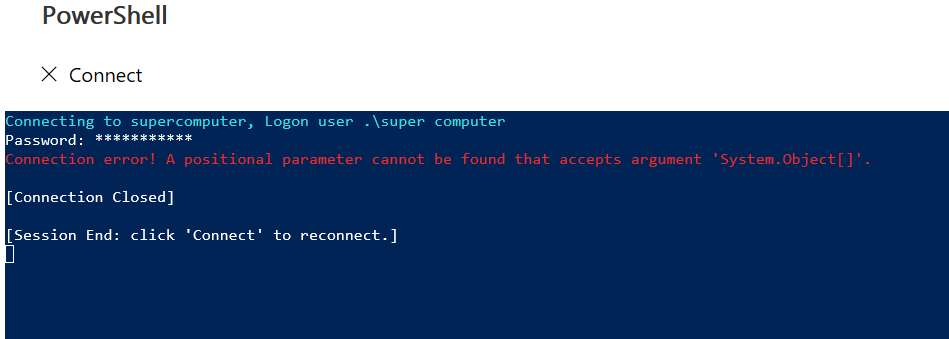 PowerShell
Connect
Connecting to supercomputer, Logon user .\super computer
Password: ***********
Connection error! A positional parameter cannot be found that accepts argument 'System.Object[]'.
[Connection Closed]
[Session End: click 'Connect' to reconnect.]